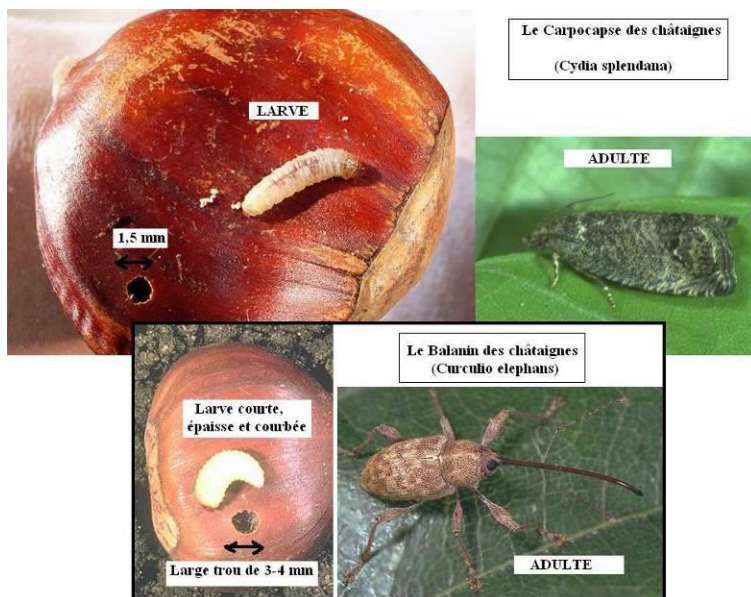 Le Carpocapse des châtaignes
(Cydia splendana)
LARVE
ADULTE
1,5 mm
Le Balanin des châtaignes
(Curculio elephans)
Larve courte,
épaisse et courbée
Large trou de 3-4 mm
ADULTE